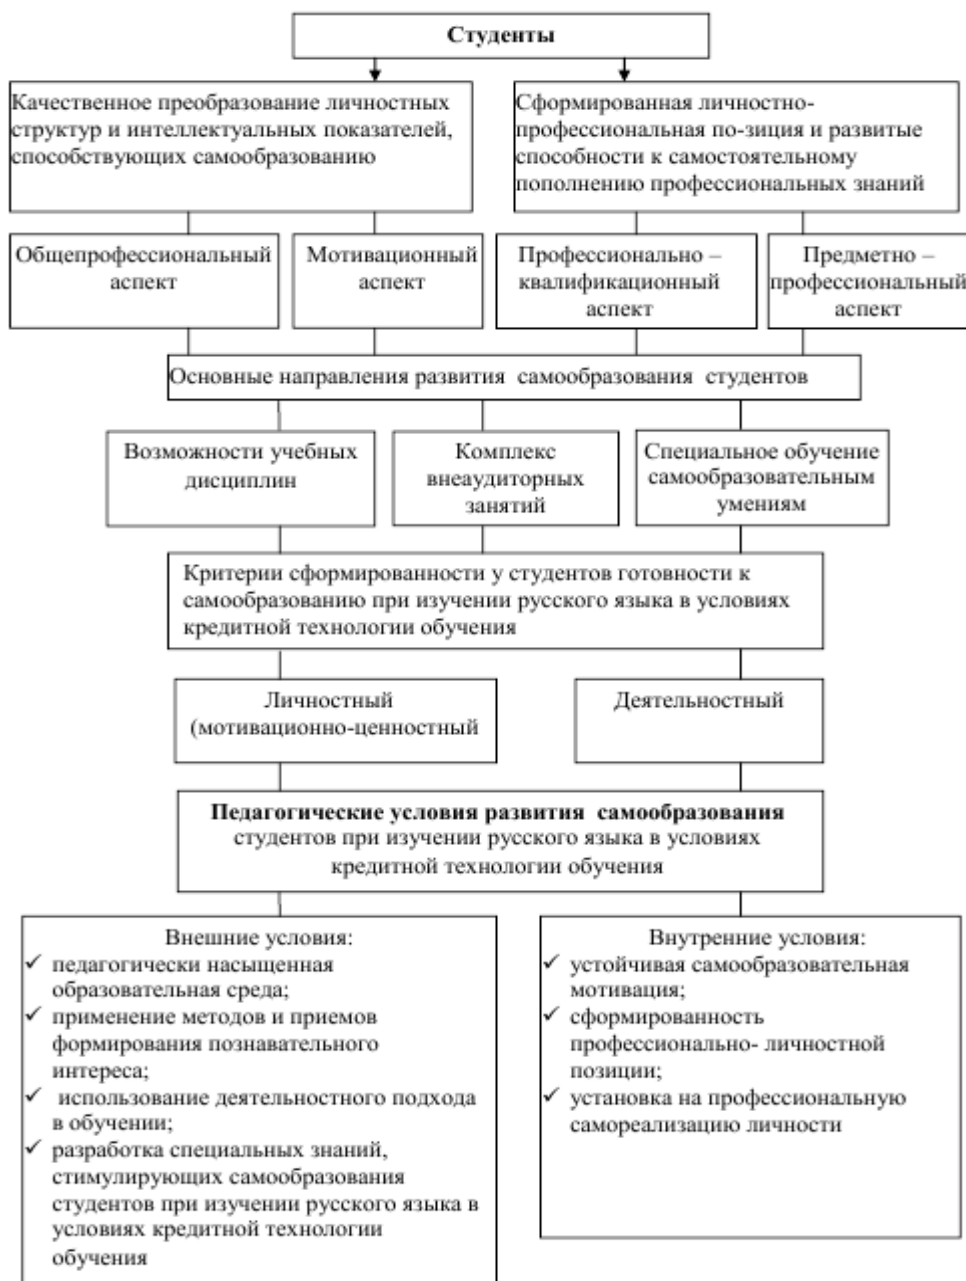 Студенты
Качественное преобразование личностных
структур и интеллектуальных показателей,
способствующих самообразованию
Сформированная личностно-
профессиональная по-зиция и развитые
способности к самостоятельному
пополнению профессиональных знаний
Общепрофессиональный
аспект
Мотивационный
аспект
Профессионально –
квалификационный
аспект
Предметно –
профессиональный
аспект
Основные направления развития самообразования студентов
Возможности учебных
дисциплин
Комплекс
внеаудиторных
занятий
Специальное обучение
самообразовательным
умениям
Критерии сформированности у студентов готовности к
самообразованию при изучении русского языка в условиях
кредитной технологии обучения
Личностный
(мотивационно-ценностный
Деятельностный
Педагогические условия развития самообразования
студентов при изучении русского языка в условиях
кредитной технологии обучения
Внешние условия:
✓ педагогически насыщенная
образовательная среда;
✓ применение методов и приемов
формирования познавательного
интереса;
✓ использование деятельностного подхода
в обучении;
✓ разработка специальных знаний,
стимулирующих самообразования
студентов при изучении русского языка в
условиях кредитной технологии
обучения
Внутренние условия:
✓ устойчивая самообразовательная
мотивация;
✓ сформированность
профессионально- личностной
позиции;
✓ установка на профессиональную
самореализацию личности